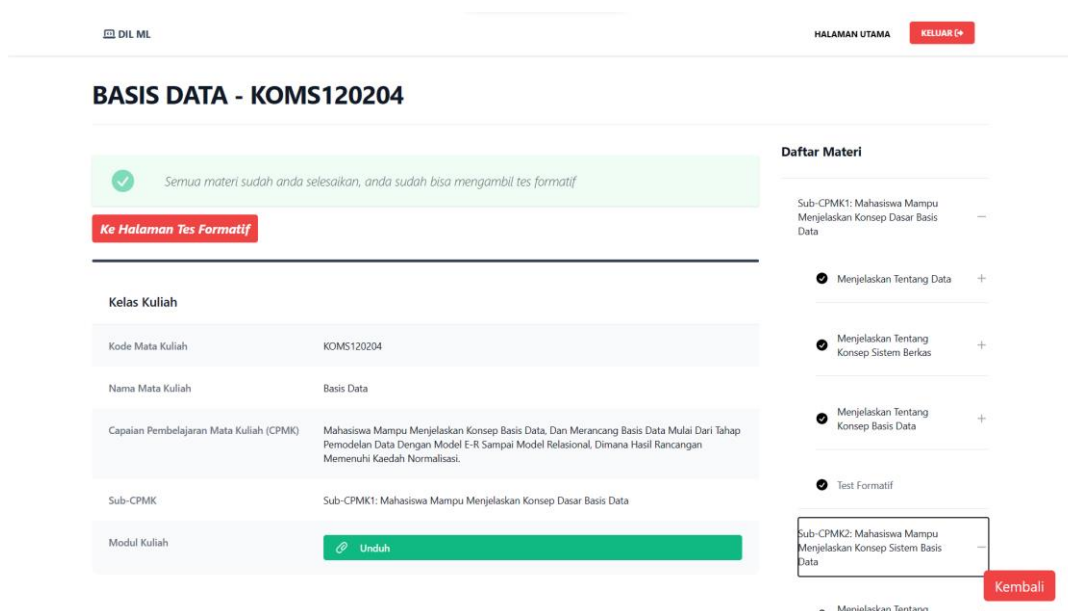 DIL ML
HALAMAN UTAMA
KELUAR
BASIS DATA - KOMS120204
Semua materi sudah anda selesaikan, anda sudah bisa mengambil tes formatif
Ke Halaman Tes Formatif
Kelas Kuliah
Kode Mata Kuliah
KOMS120204
Nama Mata Kuliah
Basis Data
Capaian Pembelajaran Mata Kuliah (CPMK)
Mahasiswa Mampu Menjelaskan Konsep Basis Data, Dan Merancang Basis Data Mulai Dari Tahap
Pemodelan Data Dengan Model E-R Sampai Model Relasional, Dimana Hasil Rancangan
Memenuhi Kaedah Normalisasi.
Sub-CPMK
Sub-CPMK1: Mahasiswa Mampu Menjelaskan Konsep Dasar Basis Data
Modul Kuliah
Unduh
Daftar Materi
Sub-CPMK1: Mahasiswa Mampu
Menjelaskan Konsep Dasar Basis
Data
Menjelaskan Tentang Data
Menjelaskan Tentang
Konsep Sistem Berkas
Menjelaskan Tentang
Konsep Basis Data
Test Formatif
Sub-CPMK2: Mahasiswa Mampu
Menjelaskan Konsep Sistem Basis
Data
Kembali
Menjelaskan Tentang